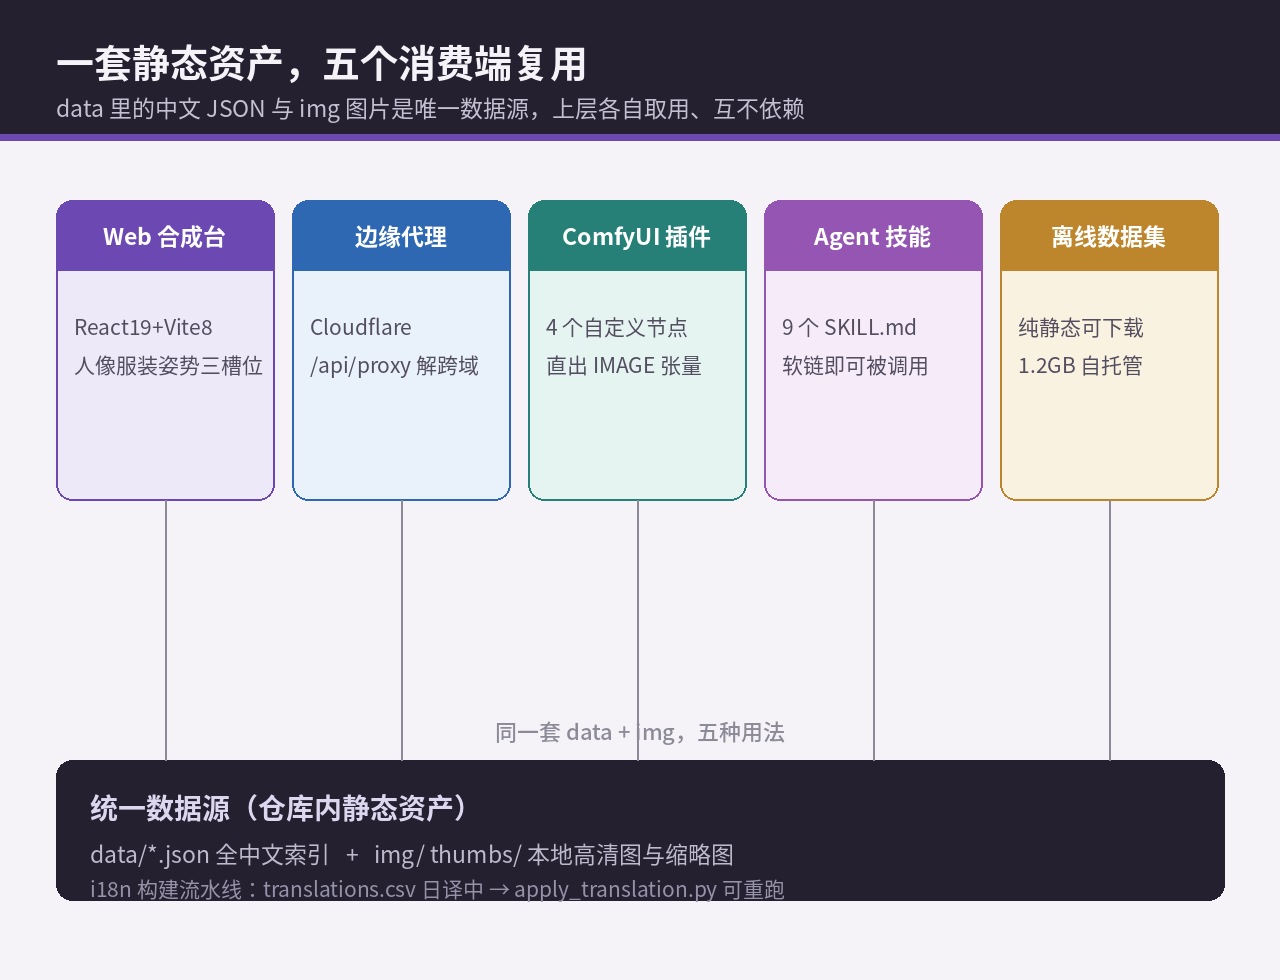 一套静态资产，五个消费端复用
data 里的中文 JSON 与 img 图片是唯一数据源，上层各自取用、互不依赖
Web 合成台
React19+Vite8
人像服装姿势三槽位
边缘代理
Cloudflare
/api/proxy 解跨域
ComfyUI 插件
4 个自定义节点
直出 IMAGE 张量
Agent 技能
9 个 SKILL.md
软链即可被调用
离线数据集
纯静态可下载
1.2GB 自托管
同一套 data + img，五种用法
统一数据源（仓库内静态资产）
data/*.json 全中文索引 + img/ thumbs/ 本地高清图与缩略图
i18n 构建流水线：translations.csv 日译中 → apply_translation.py 可重跑